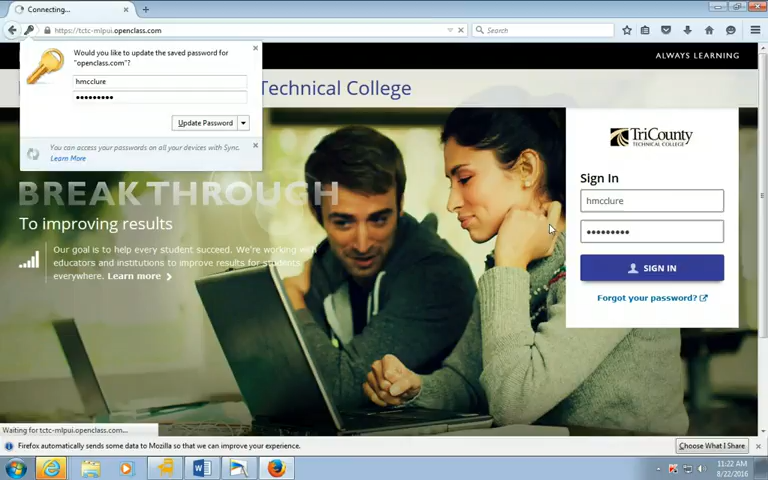 Connecting...
https://tctc-mlpui.openclass.com
Search
Would you like to update the saved password for
"openclass.com"?
hmcclure
•••••••••
Update Password
You can access your passwords on all your devices with Sync.
Learn More
ALWAYS LEARNING
Technical College
BREAKTHROUGH
To improving results
Our goal is to help every student succeed. We're working with
educators and institutions to improve results for students
everywhere. Learn more
TriCounty
TECHNICAL COLLEGE
Sign In
hmcclure
•••••••••
SIGN IN
Forgot your password?
Waiting for tctc-mlpui.openclass.com...
Firefox automatically sends some data to Mozilla so that we can improve your experience.
Choose What I Share
11:22 AM
8/22/2016